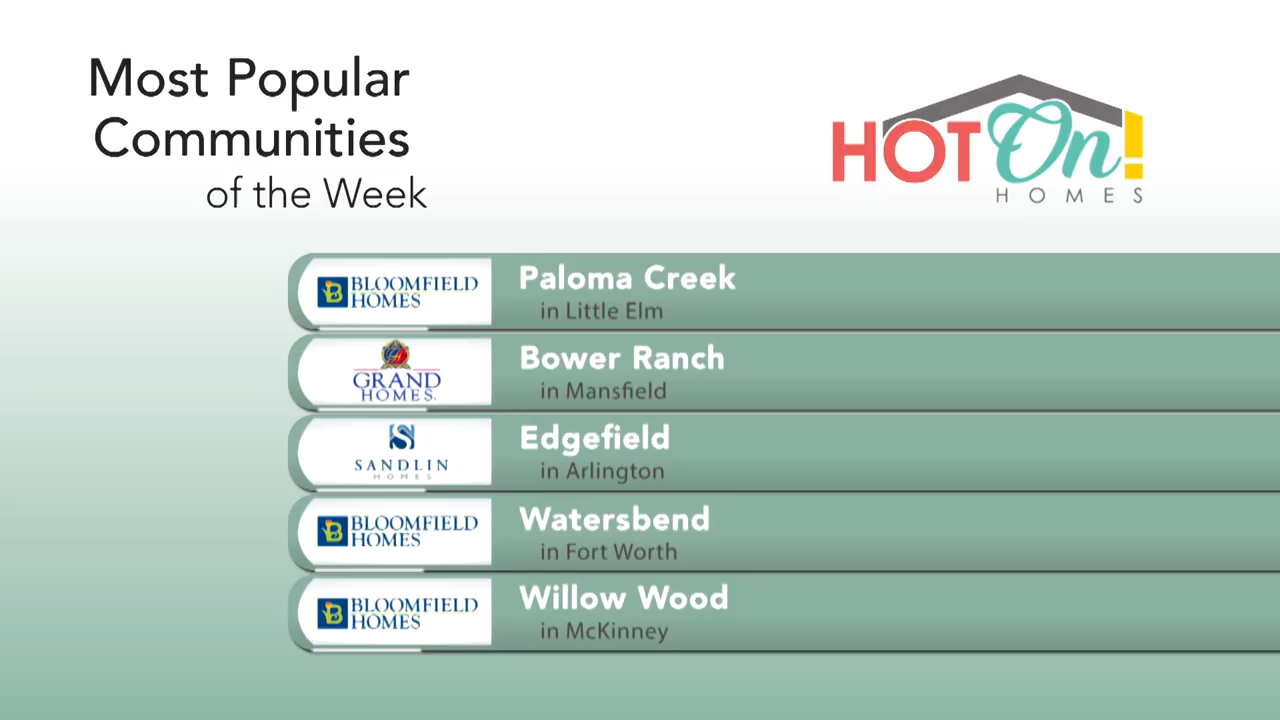 Most Popular
Communities
of the Week
HOT On!
HOMES
BLOOMFIELD
HOMES
Paloma Creek
in Little Elm
GRAND
HOMES
Bower Ranch
in Mansfield
SANDLIN
HOMES
Edgefield
in Arlington
BLOOMFIELD
HOMES
Watersbend
in Fort Worth
BLOOMFIELD
HOMES
Willow Wood
in McKinney